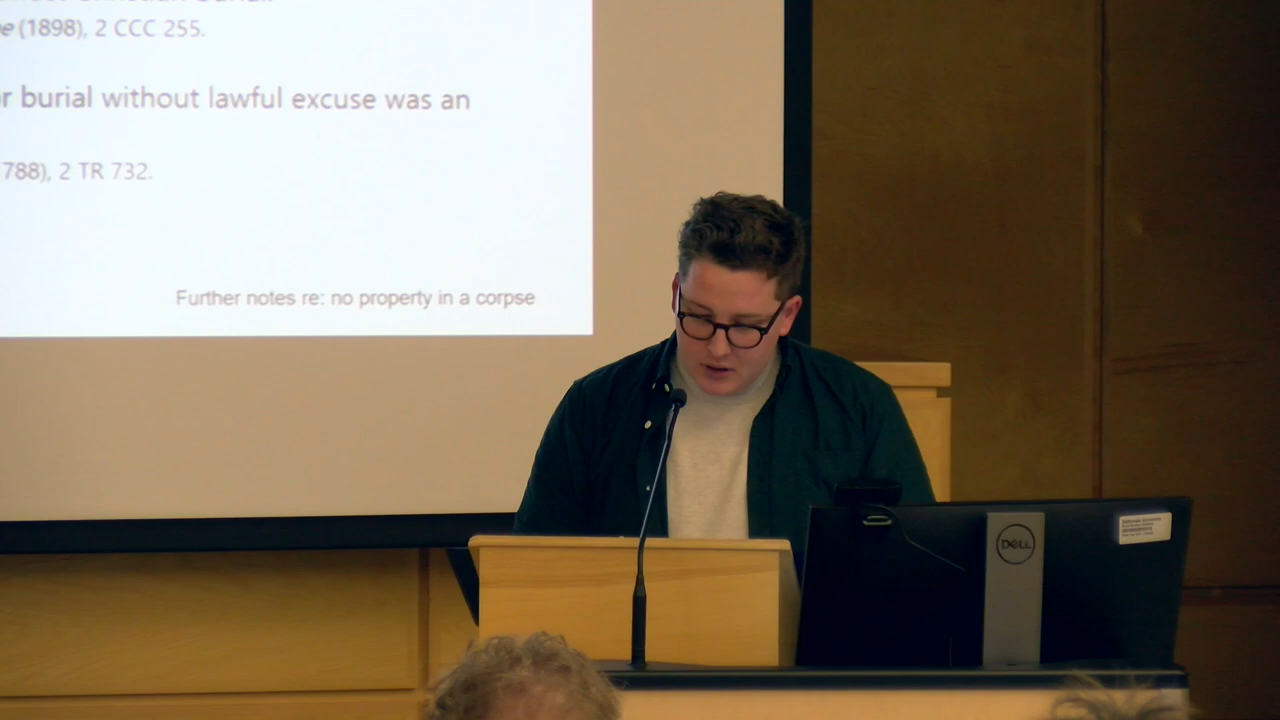 e (1898), 2 CCC 255.
r burial without lawful excuse was an
788), 2 TR 732.
Further notes re: no property in a corpse
DELL